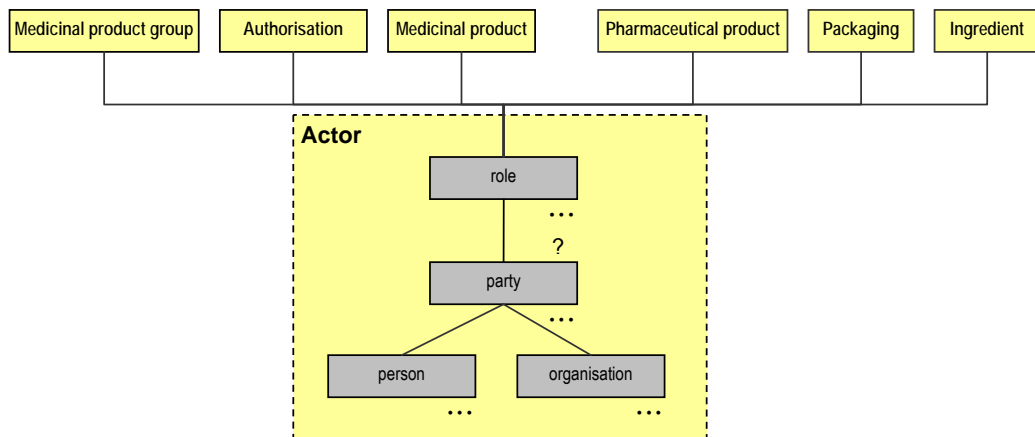 Medicinal product group
Authorisation
Medicinal product
Pharmaceutical product
Packaging
Ingredient
Actor
role
...
?
party
...
person
organisation
...
...